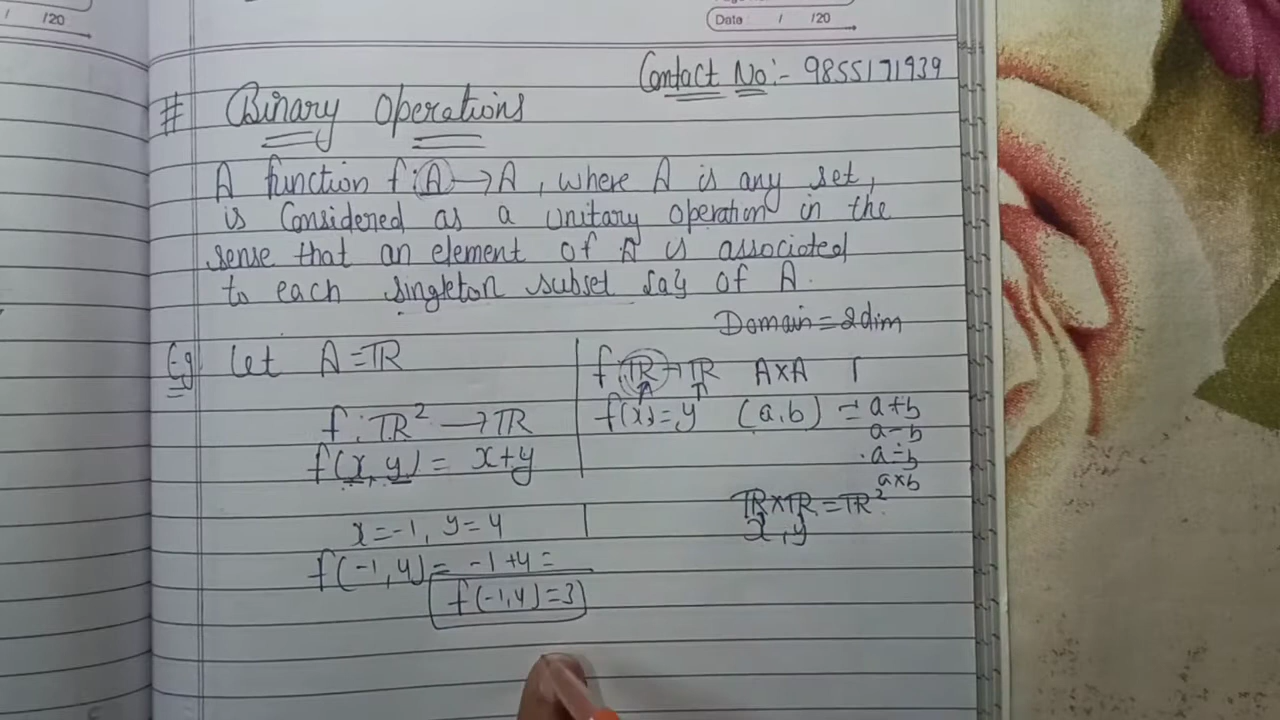 / /20
Date / /20
Contact No:- 9855171939
# Binary Operations
A function f:A→A, where A is any set,
is Considered as a unitary operation in the
sense that an element of A is associated
to each singleton subset say of A.
Domain = 2dim
Eg. Let A=ℝ
f:ℝ→ℝ A×A
f:ℝ²→ℝ
f(x)=y (a,b) = a+b
a-b
a÷b
a×b
f(x,y) = x+y
ℝ×ℝ=ℝ²
x,y
x=-1, y=4
f(-1,4) = -1+4 =
f(-1,4)=3